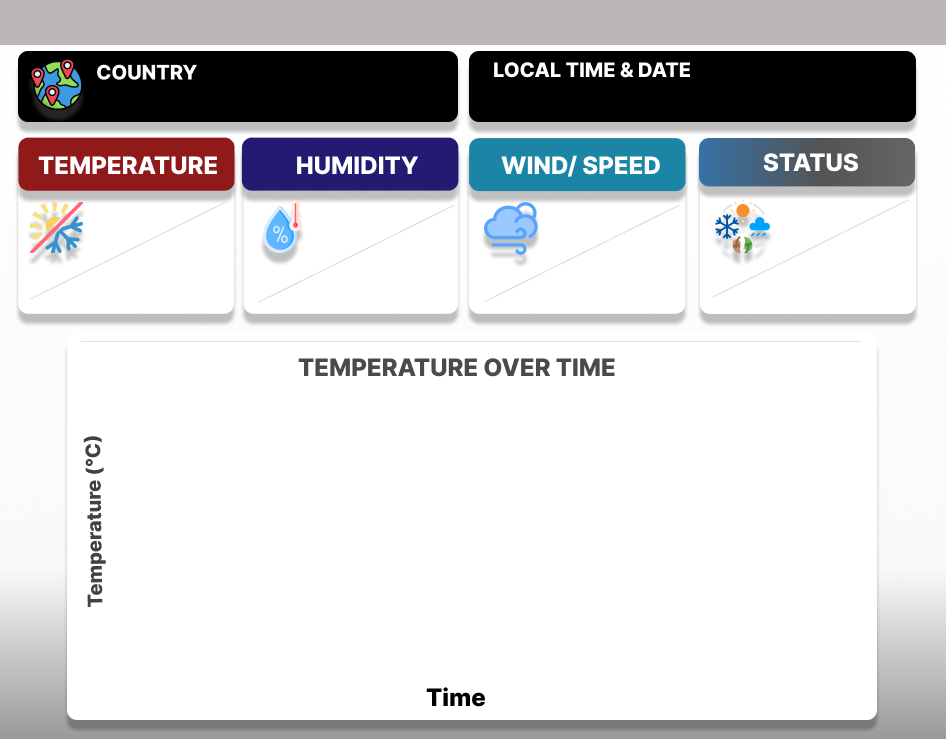 COUNTRY
LOCAL TIME & DATE
TEMPERATURE
HUMIDITY
WIND/ SPEED
STATUS
%
TEMPERATURE OVER TIME
Temperature (°C)
Time